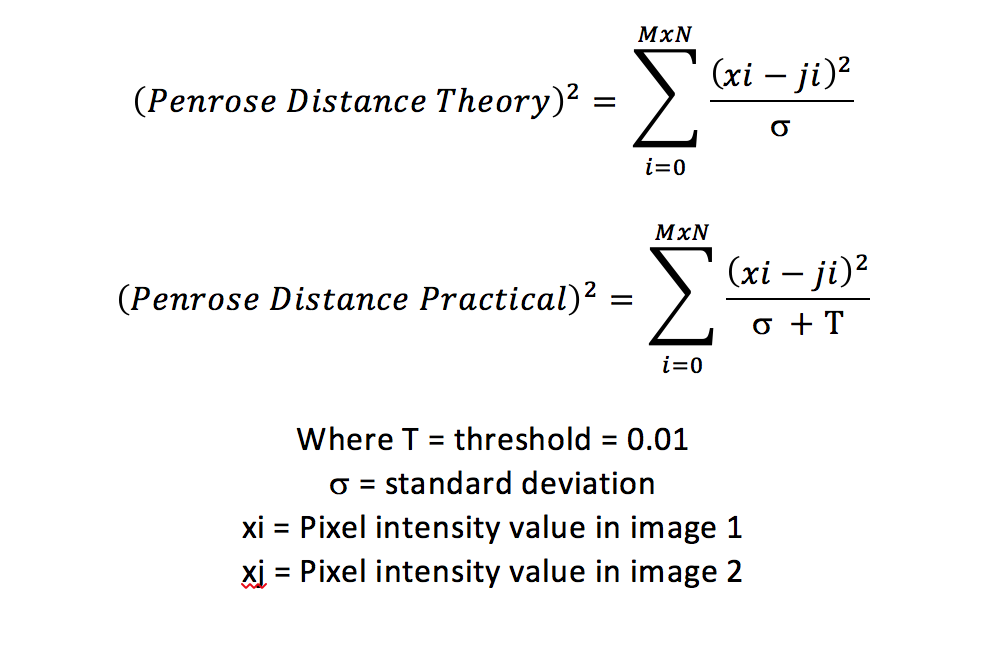 (Penrose Distance Theory)² = ∑_{i=0}^{MxN} (xi − ji)² / σ
(Penrose Distance Practical)² = ∑_{i=0}^{MxN} (xi − ji)² / σ + T
Where T = threshold = 0.01
σ = standard deviation
xi = Pixel intensity value in image 1
xj = Pixel intensity value in image 2